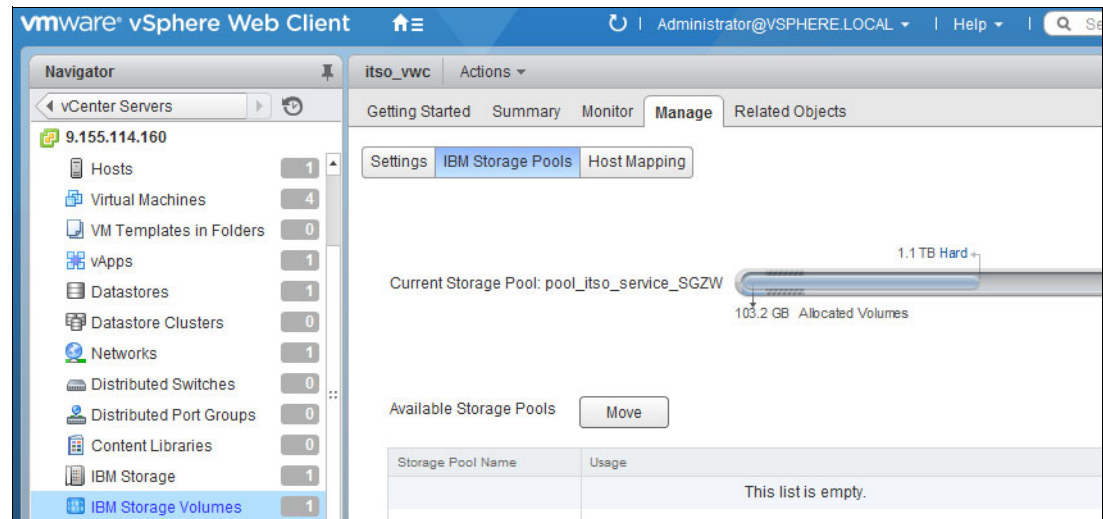 vmware® vSphere Web Client
Administrator@VSPHERE.LOCAL | Help | Se
Navigator
vCenter Servers
9.155.114.160
Hosts 1
Virtual Machines 4
VM Templates in Folders 0
vApps 1
Datastores 1
Datastore Clusters 0
Networks 1
Distributed Switches 0
Distributed Port Groups 0
Content Libraries 0
IBM Storage 1
IBM Storage Volumes 1
itso_vwc Actions
Getting Started Summary Monitor Manage Related Objects
Settings IBM Storage Pools Host Mapping
1.1 TB Hard
Current Storage Pool: pool_itso_service_SGZW
103.2 GB Allocated Volumes
Available Storage Pools Move
Storage Pool Name Usage
This list is empty.